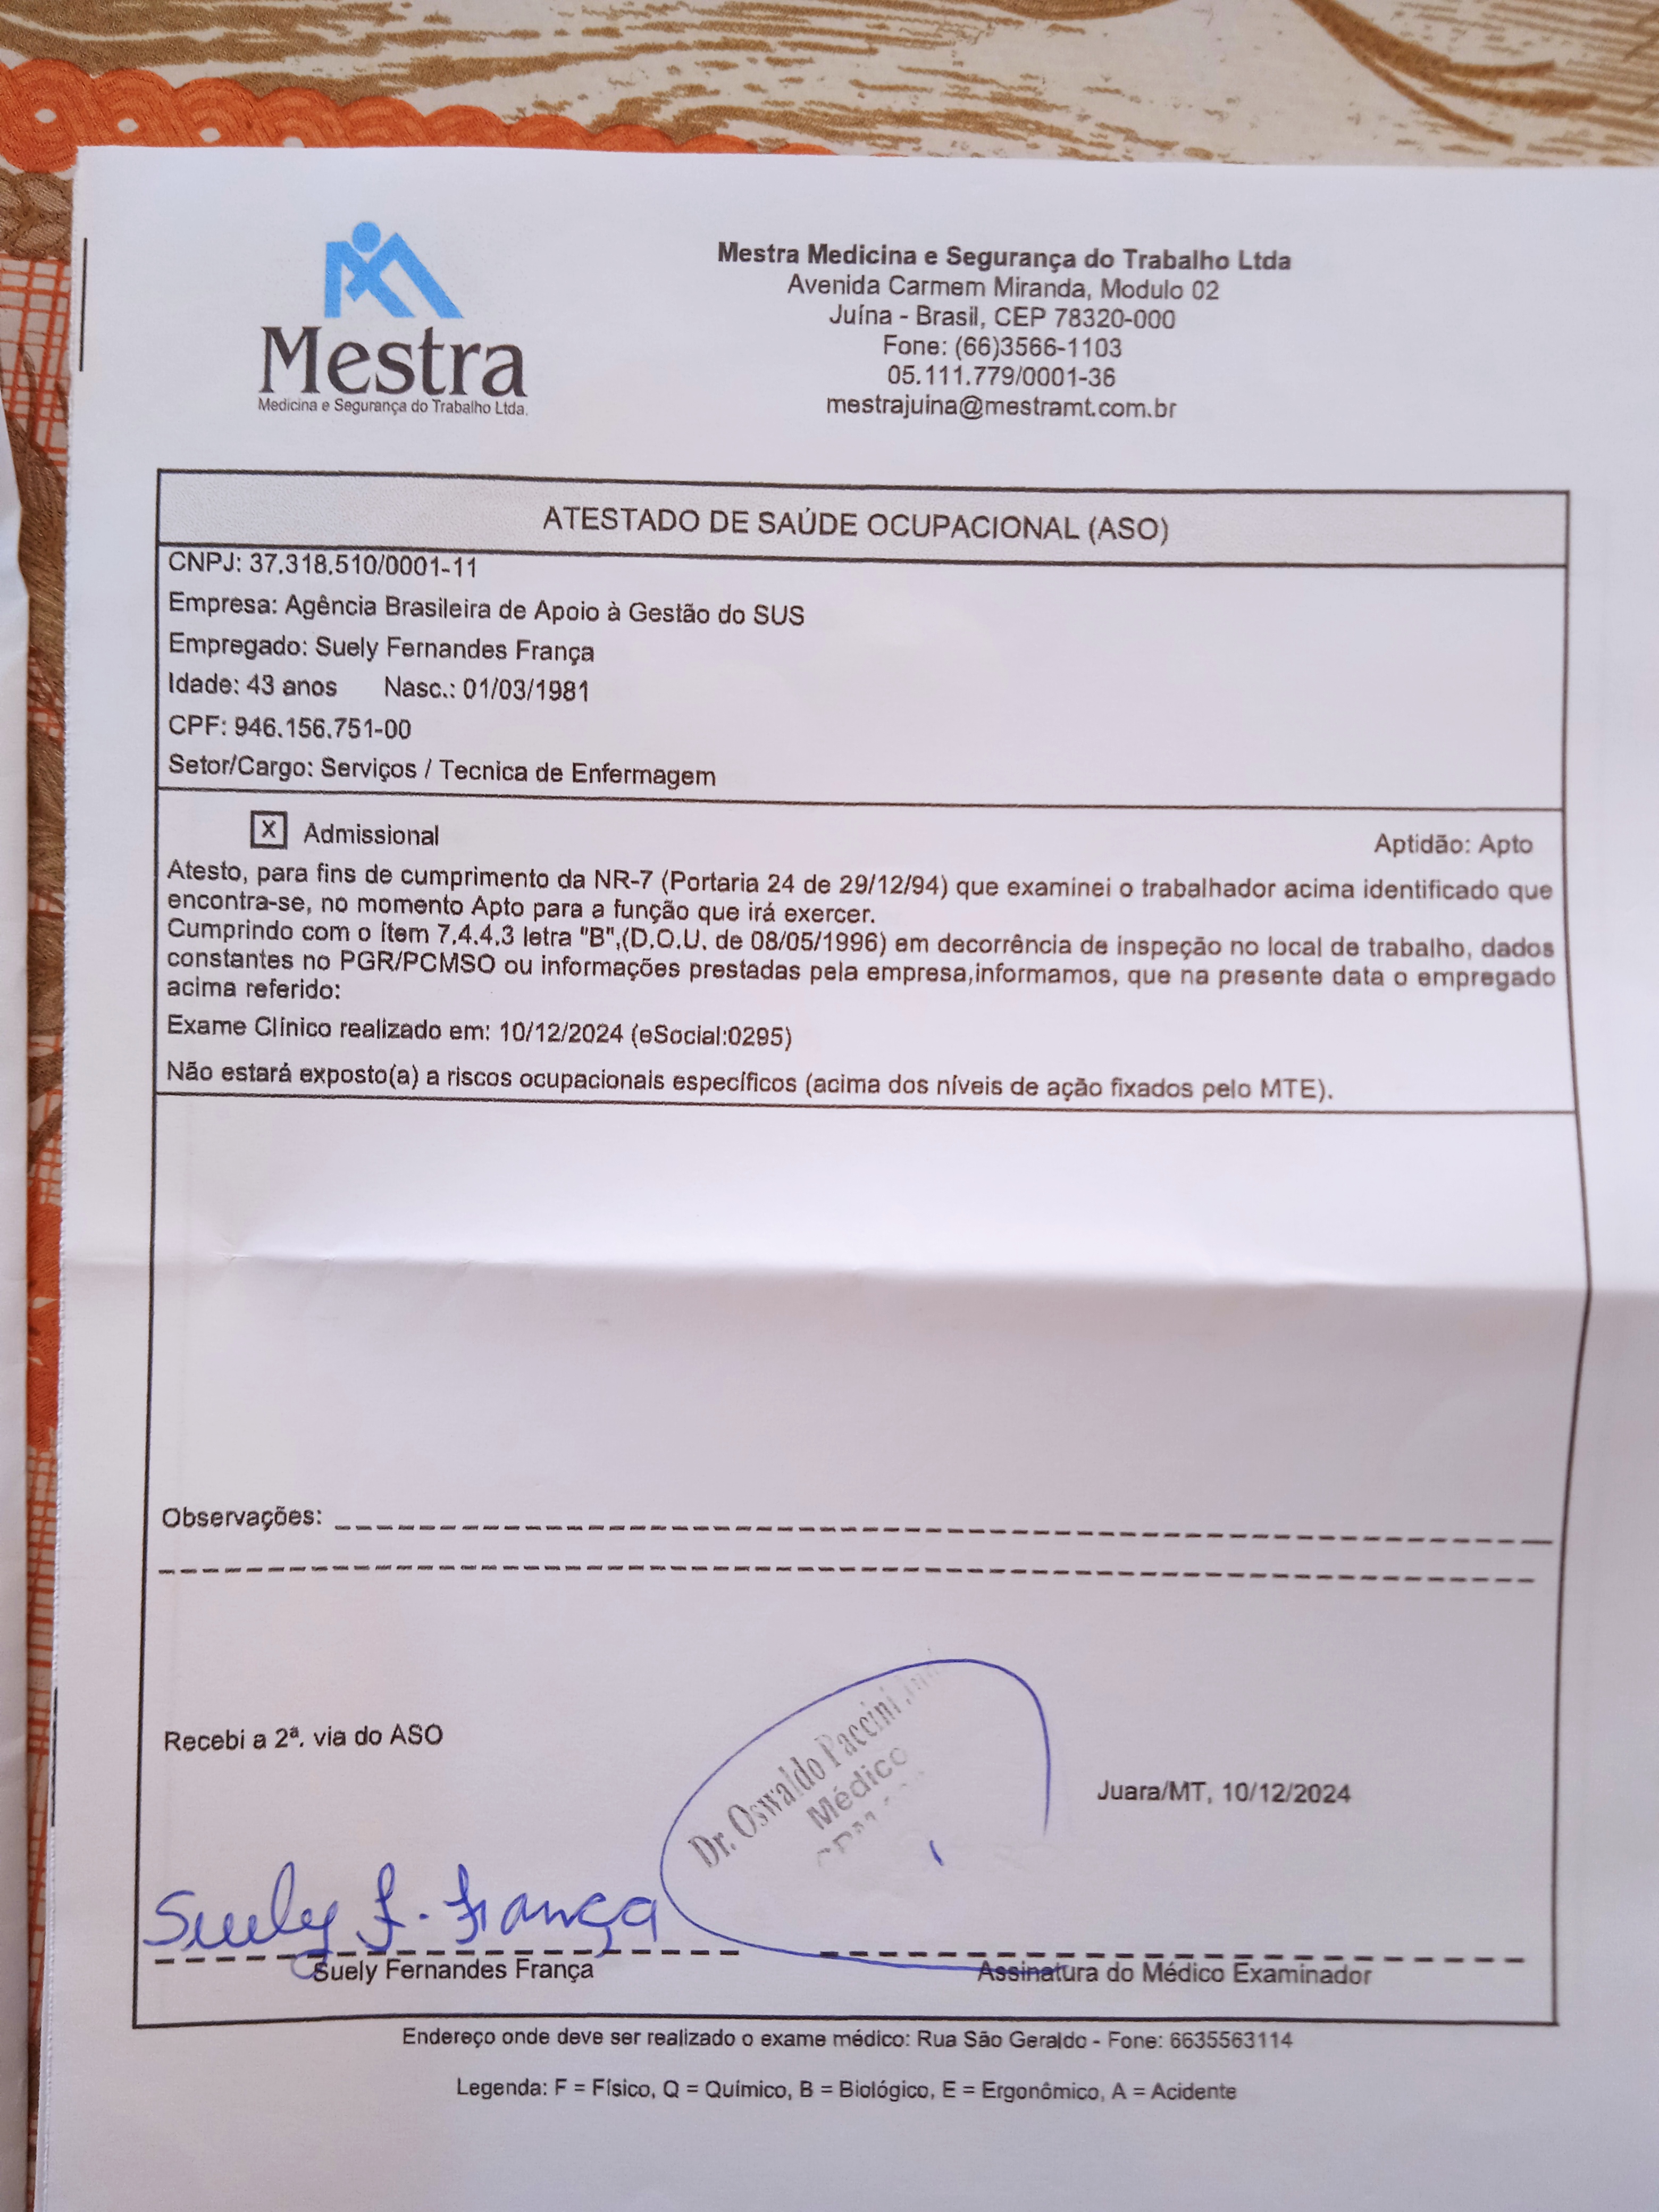 Mestra
Medicina e Segurança do Trabalho Ltda.
Mestra Medicina e Segurança do Trabalho Ltda
Avenida Carmem Miranda, Modulo 02
Juína - Brasil, CEP 78320-000
Fone: (66)3566-1103
05.111.779/0001-36
mestrajuina@mestramt.com.br
ATESTADO DE SAÚDE OCUPACIONAL (ASO)
CNPJ: 37.318.510/0001-11
Empresa: Agência Brasileira de Apoio à Gestão do SUS
Empregado: Suely Fernandes França
Idade: 43 anos Nasc.: 01/03/1981
CPF: 946.156.751-00
Setor/Cargo: Serviços / Tecnica de Enfermagem
X Admissional Aptidão: Apto
Atesto, para fins de cumprimento da NR-7 (Portaria 24 de 29/12/94) que examinei o trabalhador acima identificado que
encontra-se, no momento Apto para a função que irá exercer.
Cumprindo com o ítem 7.4.4.3 letra "B",(D.O.U. de 08/05/1996) em decorrência de inspeção no local de trabalho, dados
constantes no PGR/PCMSO ou informações prestadas pela empresa,informamos, que na presente data o empregado
acima referido:
Exame Clínico realizado em: 10/12/2024 (eSocial:0295)
Não estará exposto(a) a riscos ocupacionais específicos (acima dos níveis de ação fixados pelo MTE).
Observações:
Recebi a 2ª. via do ASO
Dr. Oswaldo Paccini
Médico
Juara/MT, 10/12/2024
Suely F. França
Suely Fernandes França
Assinatura do Médico Examinador
Endereço onde deve ser realizado o exame médico: Rua São Geraldo - Fone: 6635563114
Legenda: F = Físico, Q = Químico, B = Biológico, E = Ergonômico, A = Acidente